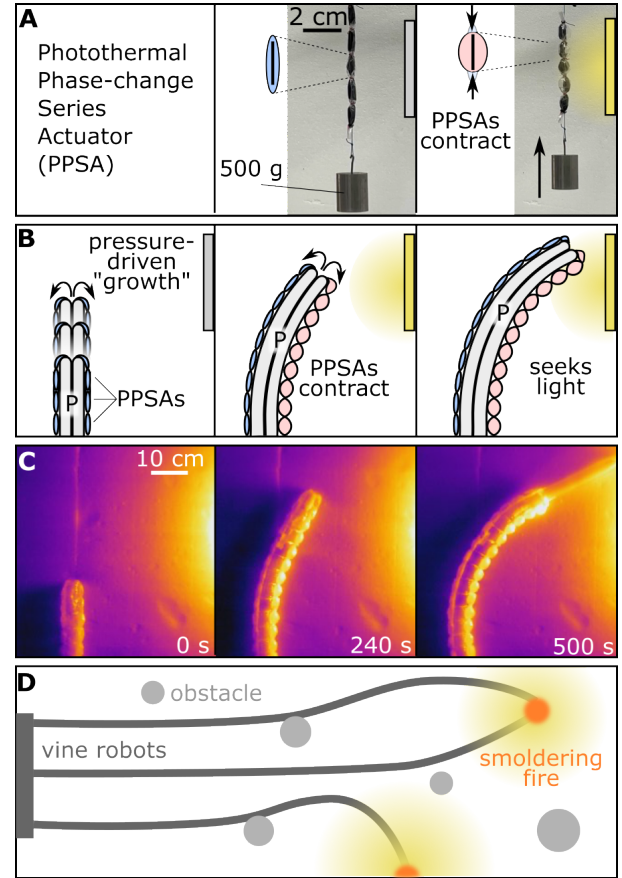 A
Photothermal
Phase-change
Series
Actuator
(PPSA)
2 cm
500 g
PPSAs
contract
B
pressure-
driven
"growth"
P
PPSAs
P
PPSAs
contract
P
seeks
light
C
10 cm
0 s
240 s
500 s
D
obstacle
vine robots
smoldering
fire